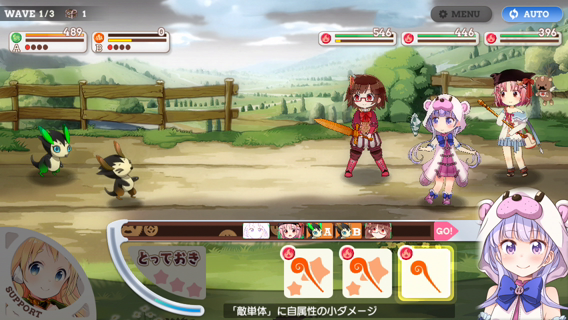 WAVE 1/3 1
MENU
AUTO
489
A
0
B
546
446
396
A B GO!
SUPPORT
とっておき
「敵単体」に自属性の小ダメージ